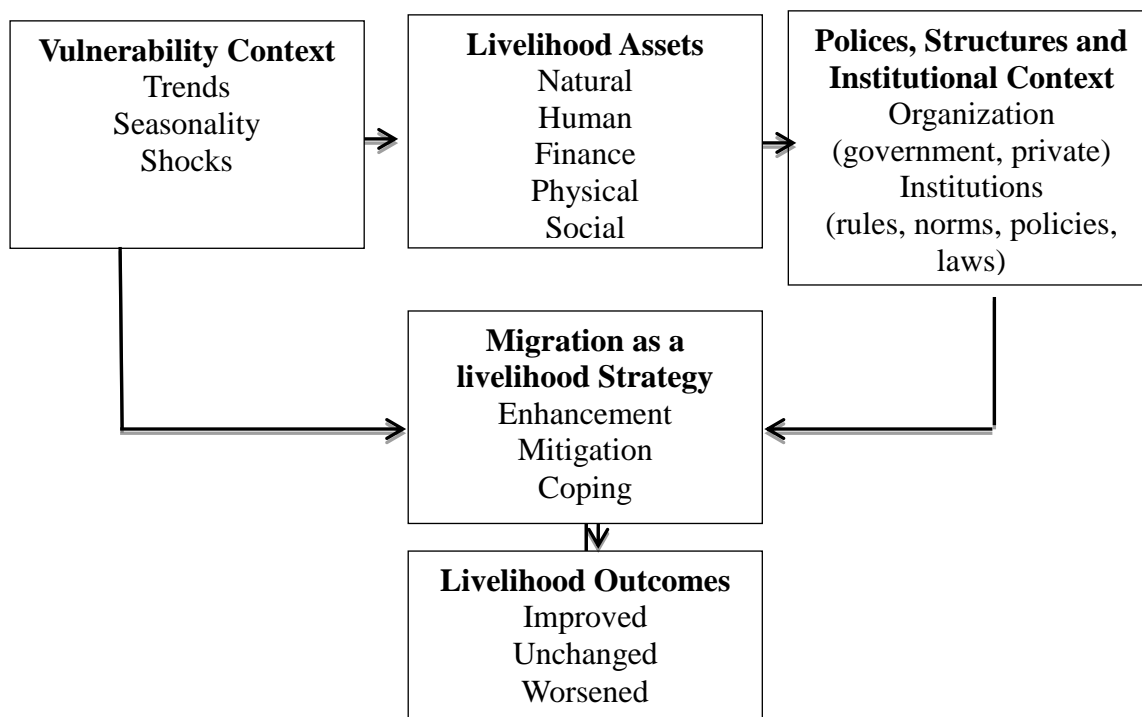 Vulnerability Context
Trends
Seasonality
Shocks
Livelihood Assets
Natural
Human
Finance
Physical
Social
Polices, Structures and
Institutional Context
Organization
(government, private)
Institutions
(rules, norms, policies,
laws)
Migration as a
livelihood Strategy
Enhancement
Mitigation
Coping
Livelihood Outcomes
Improved
Unchanged
Worsened